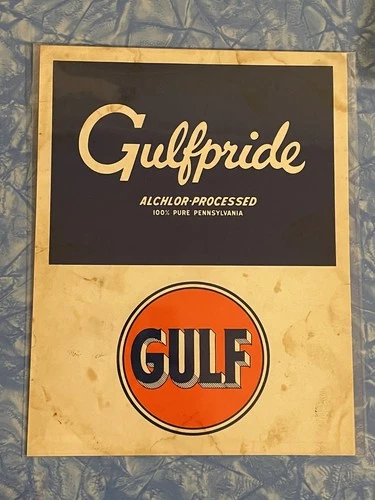 Gulfpride
ALCHLOR-PROCESSED
100% PURE PENNSYLVANIA
GULF